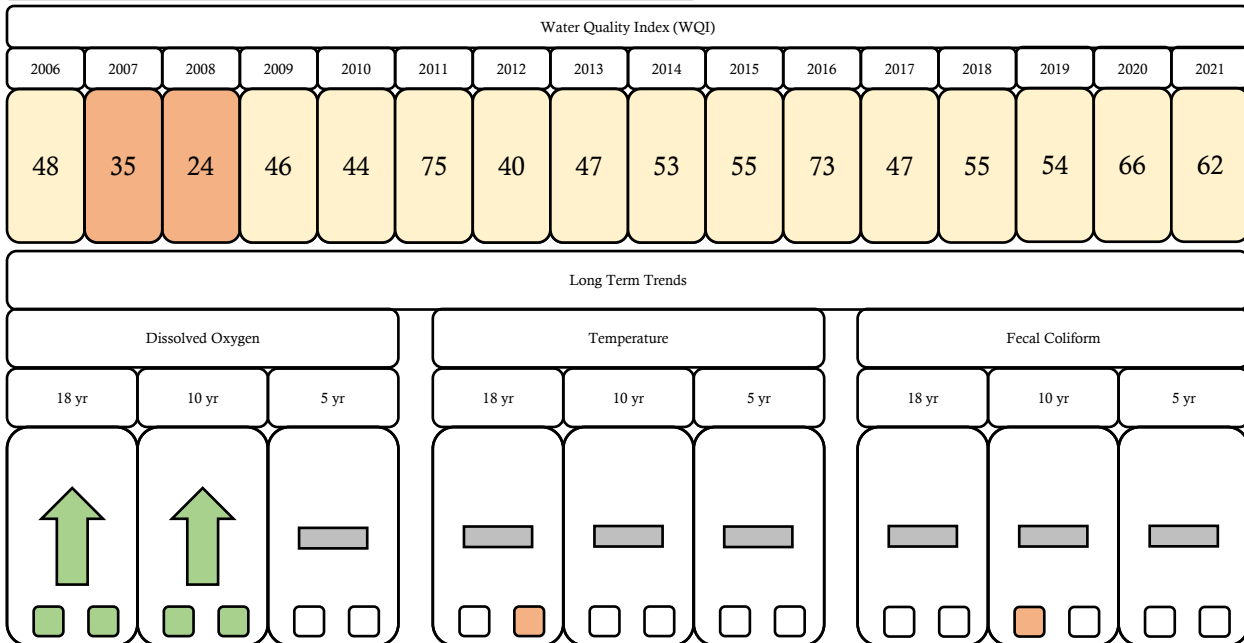 Water Quality Index (WQI)
2006 2007 2008 2009 2010 2011 2012 2013 2014 2015 2016 2017 2018 2019 2020 2021
48 35 24 46 44 75 40 47 53 55 73 47 55 54 66 62
Long Term Trends
Dissolved Oxygen Temperature Fecal Coliform
18 yr 10 yr 5 yr 18 yr 10 yr 5 yr 18 yr 10 yr 5 yr